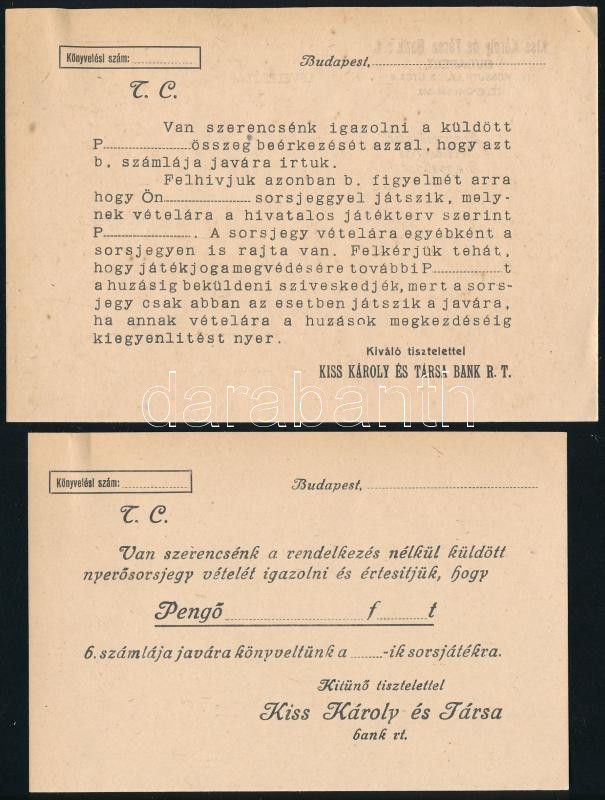 Könyvelési szám:
Budapest,
T. C.
Van szerencsénk igazolni a küldött
P összeg beérkezését azzal, hogy azt
b. számlája javára irtuk.
Felhivjuk azonban b. figyelmét arra
hogy Ön sorsjeggyel játszik, mely-
nek vételára a hivatalos játékterv szerint
P . A sorsjegy vételára egyébként a
sorsjegyen is rajta van. Felkérjük tehát,
hogy játékjoga megvédésére további P t
a huzásig beküldeni sziveskedjék, mert a sors-
jegy csak abban az esetben játszik a javára,
ha annak vételára a huzások megkezdéséig
kiegyenlitést nyer.
Kiváló tisztelettel
KISS KÁROLY ÉS TÁRSA BANK R. T.
darabanth
Könyvelési szám:
Budapest,
T. C.
Van szerencsénk a rendelkezés nélkül küldött
nyerősorsjegy vételét igazolni és értesitjük, hogy
Pengő f t
6. számlája javára könyveltünk a -ik sorsjátékra.
Kitünő tisztelettel
Kiss Károly és Társa
bank rt.